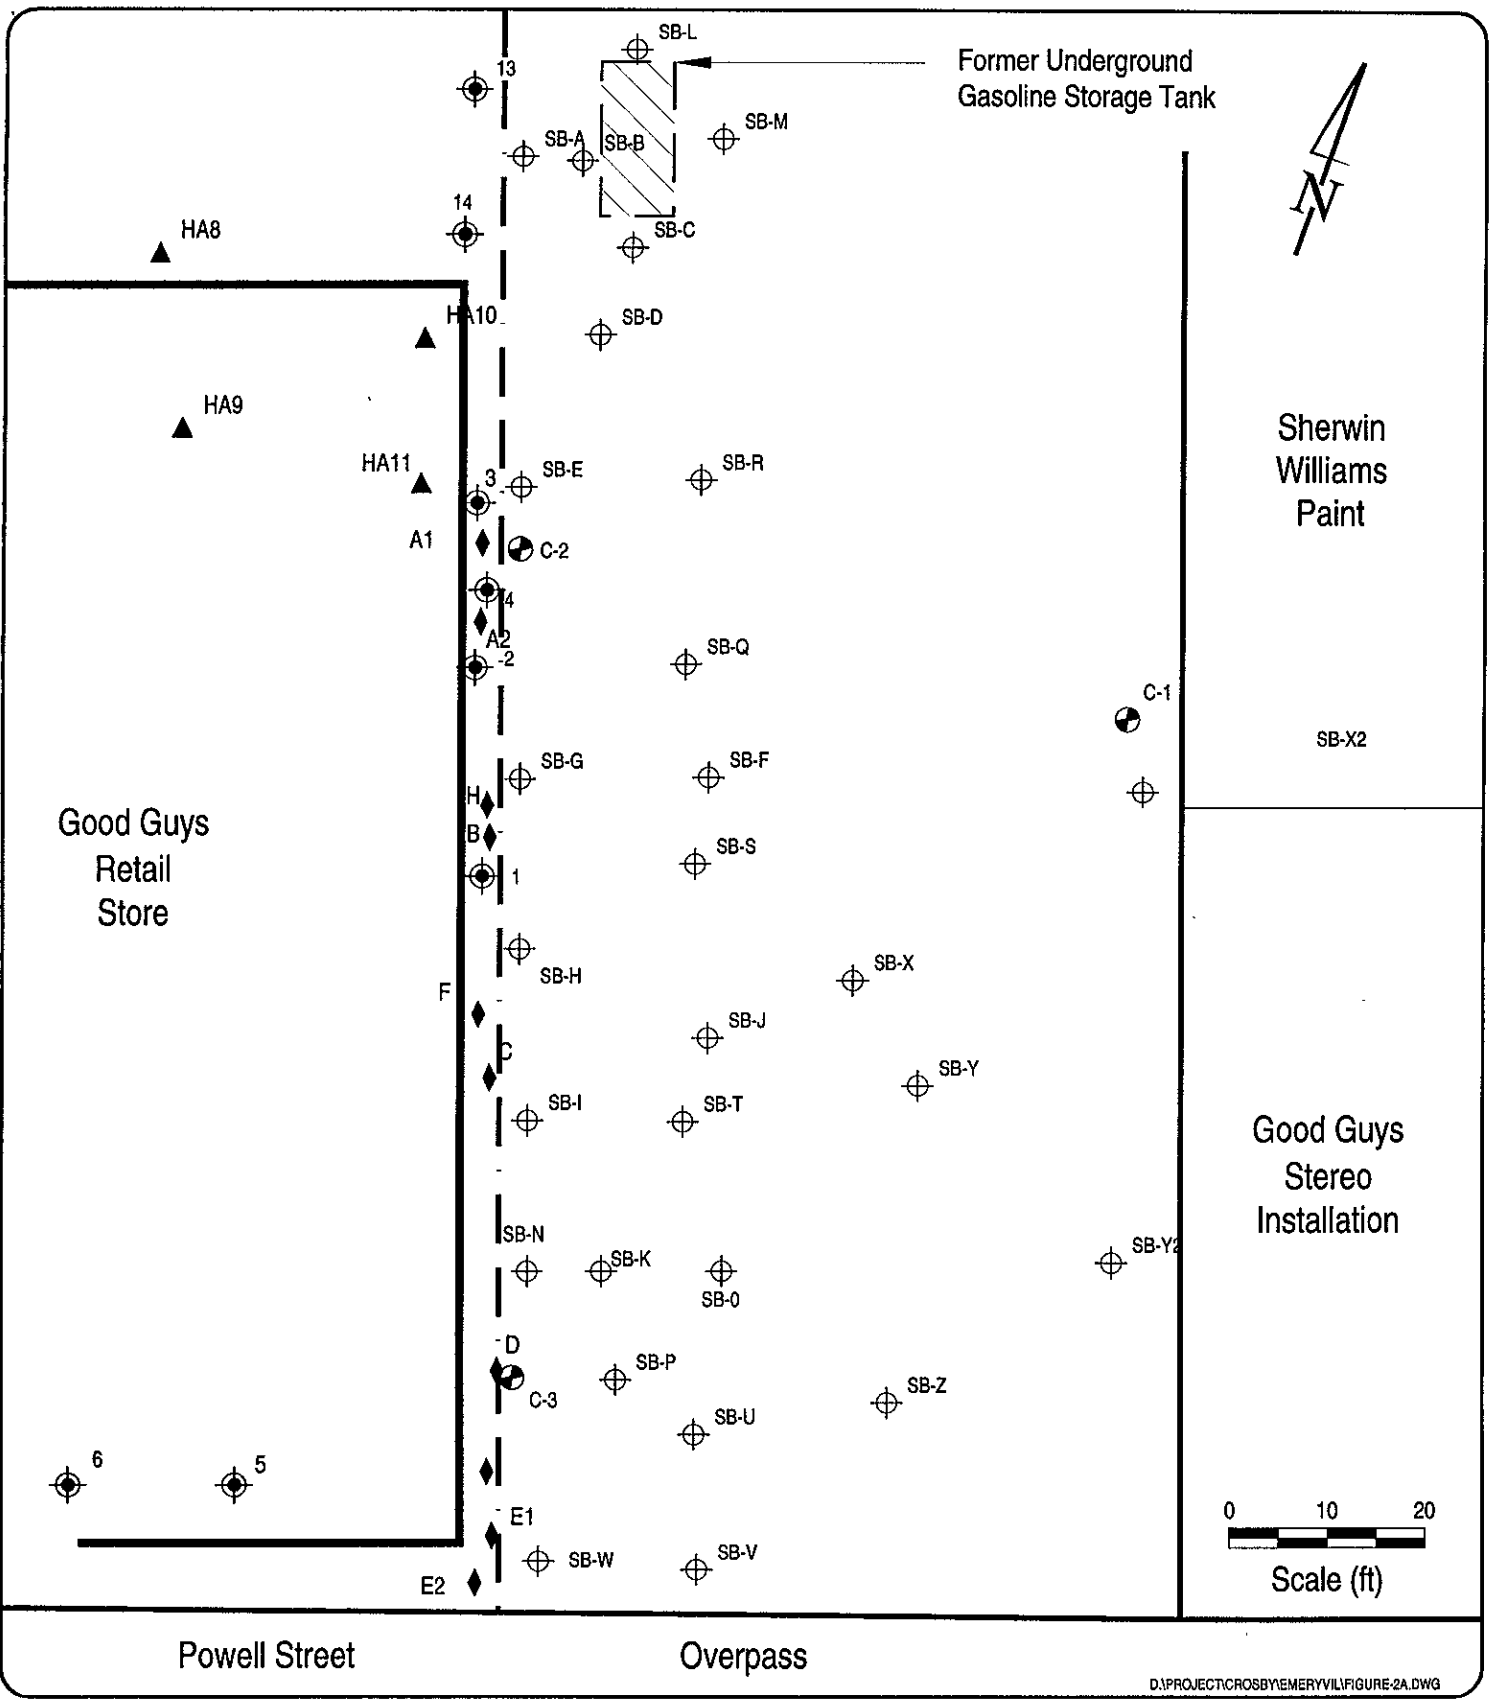 SB-L
13
Former Underground
Gasoline Storage Tank
SB-A
SB-B
SB-M
N
14
HA8
SB-C
HA10
SB-D
HA9
Sherwin
Williams
Paint
HA11
3
SB-E
SB-R
A1
C-2
4
A2
-2
SB-Q
C-1
SB-X2
SB-G
SB-F
H
B
Good Guys
Retail
Store
SB-S
1
SB-H
SB-X
F
SB-J
C
SB-Y
SB-I
SB-T
Good Guys
Stereo
Installation
SB-N
SB-K
SB-0
SB-Y2
D
C-3
SB-P
SB-Z
SB-U
6
5
E1
0 10 20
Scale (ft)
SB-W
SB-V
E2
Powell Street
Overpass
D:\PROJECT\CROSBY\EMERYVIL\FIGURE-2A.DWG